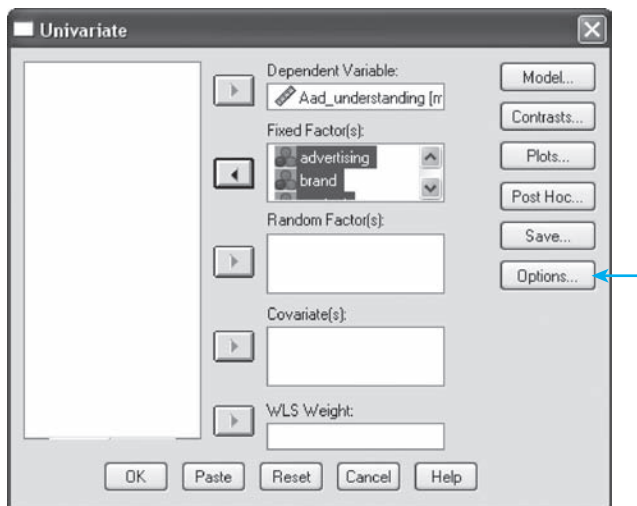 Univariate
Dependent Variable:
Aad_understanding [m
Model...
Contrasts...
Fixed Factor(s):
advertising
brand
Plots...
Post Hoc...
Random Factor(s):
Save...
Options...
Covariate(s):
WLS Weight:
OK
Paste
Reset
Cancel
Help